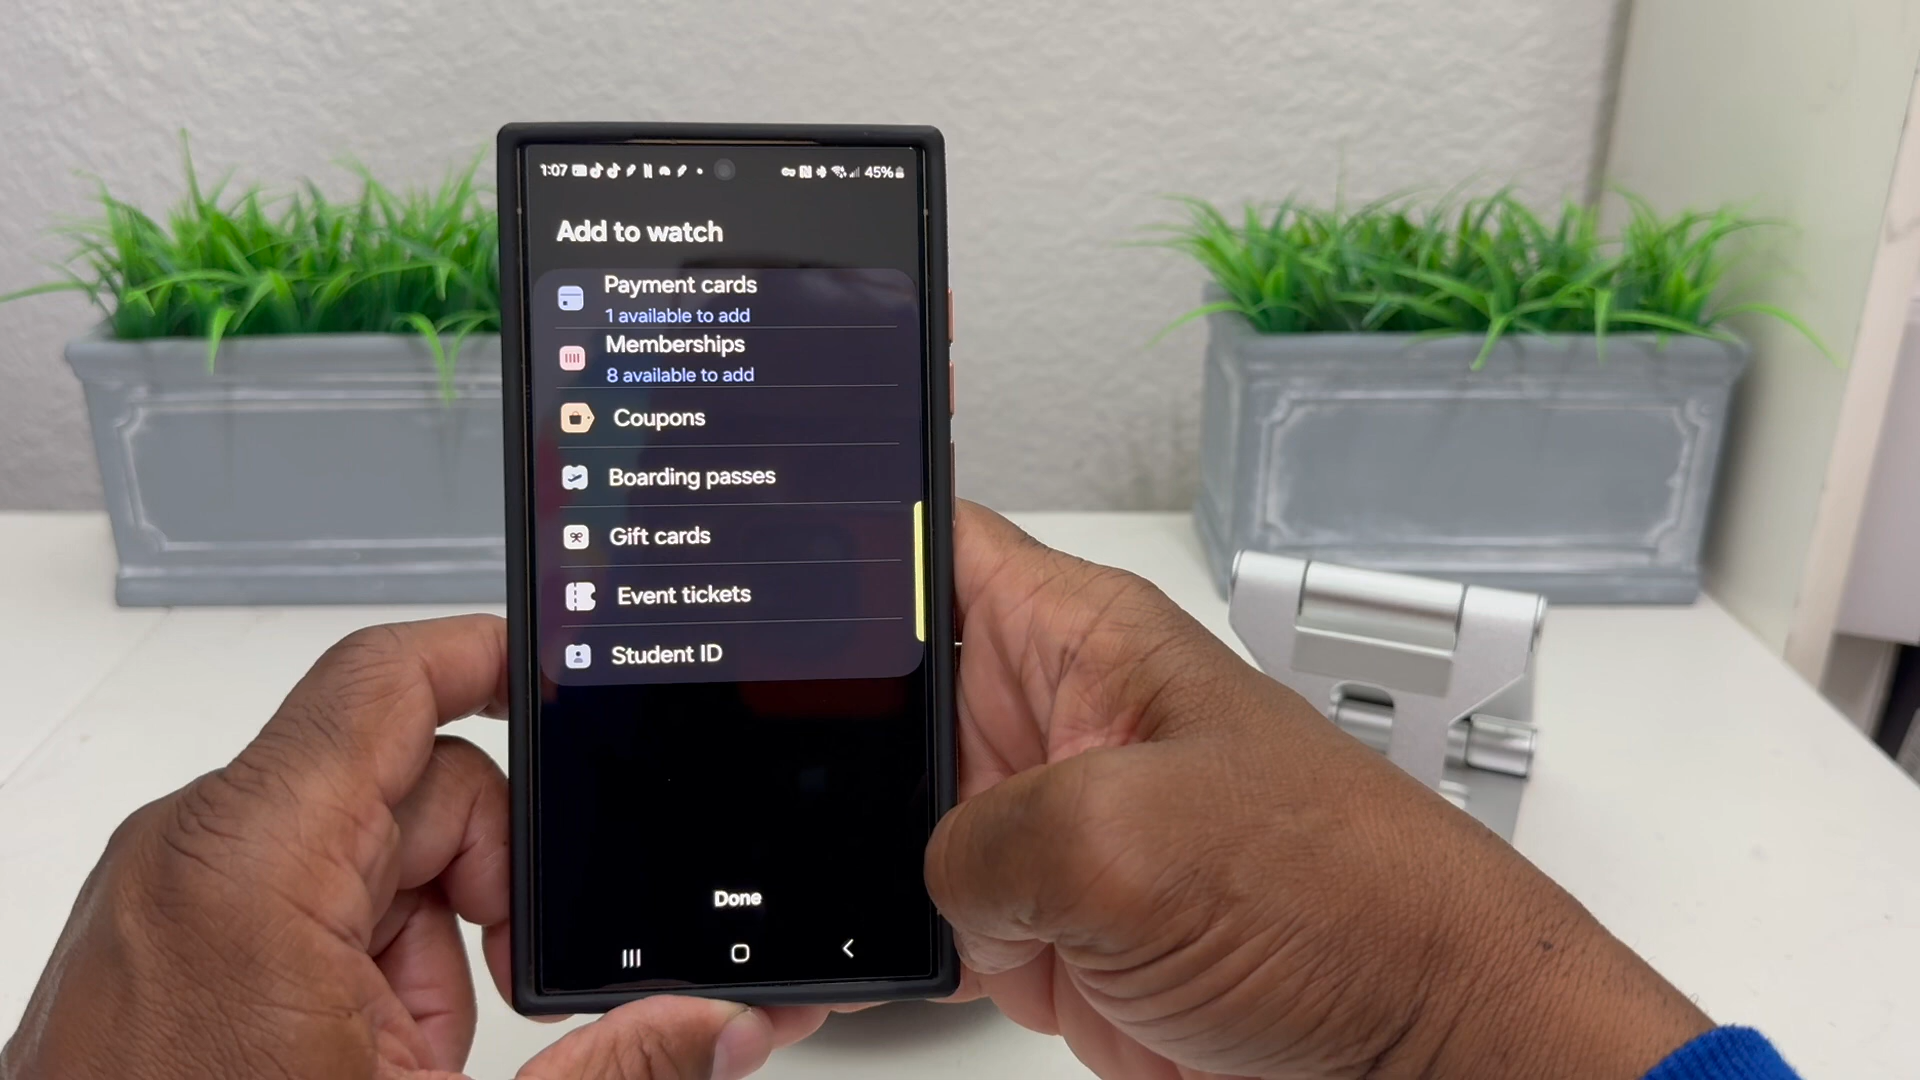 1:07 45%
Add to watch
Payment cards
1 available to add
Memberships
8 available to add
Coupons
Boarding passes
Gift cards
Event tickets
Student ID
Done